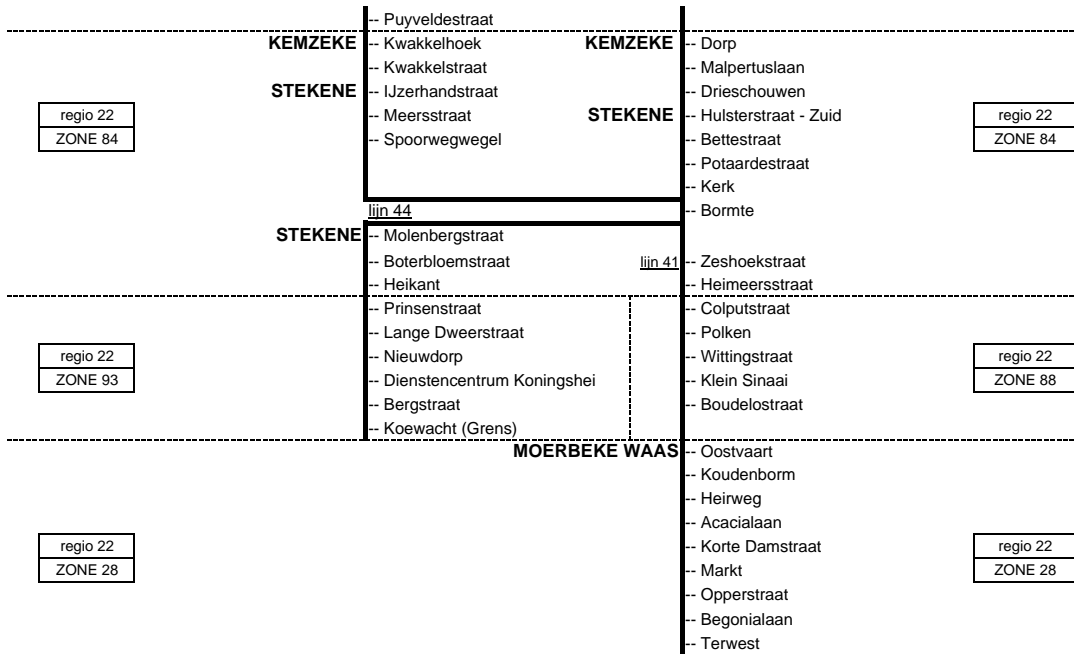 -- Puyveldestraat
KEMZEKE -- Kwakkelhoek KEMZEKE -- Dorp
-- Kwakkelstraat -- Malpertuslaan
STEKENE -- IJzerhandstraat -- Drieschouwen
regio 22 -- Meersstraat STEKENE -- Hulsterstraat - Zuid regio 22
ZONE 84 -- Spoorwegwegel -- Bettestraat ZONE 84
-- Potaardestraat
-- Kerk
lijn 44 -- Bormte
STEKENE -- Molenbergstraat
-- Boterbloemstraat lijn 41 -- Zeshoekstraat
-- Heikant -- Heimeersstraat
-- Prinsenstraat -- Colputstraat
-- Lange Dweerstraat -- Polken
regio 22 -- Nieuwdorp -- Wittingstraat regio 22
ZONE 93 -- Dienstencentrum Koningshei -- Klein Sinaai ZONE 88
-- Bergstraat -- Boudelostraat
-- Koewacht (Grens)
MOERBEKE WAAS -- Oostvaart
-- Koudenborm
-- Heirweg
-- Acacialaan
regio 22 -- Korte Damstraat regio 22
ZONE 28 -- Markt ZONE 28
-- Opperstraat
-- Begonialaan
-- Terwest